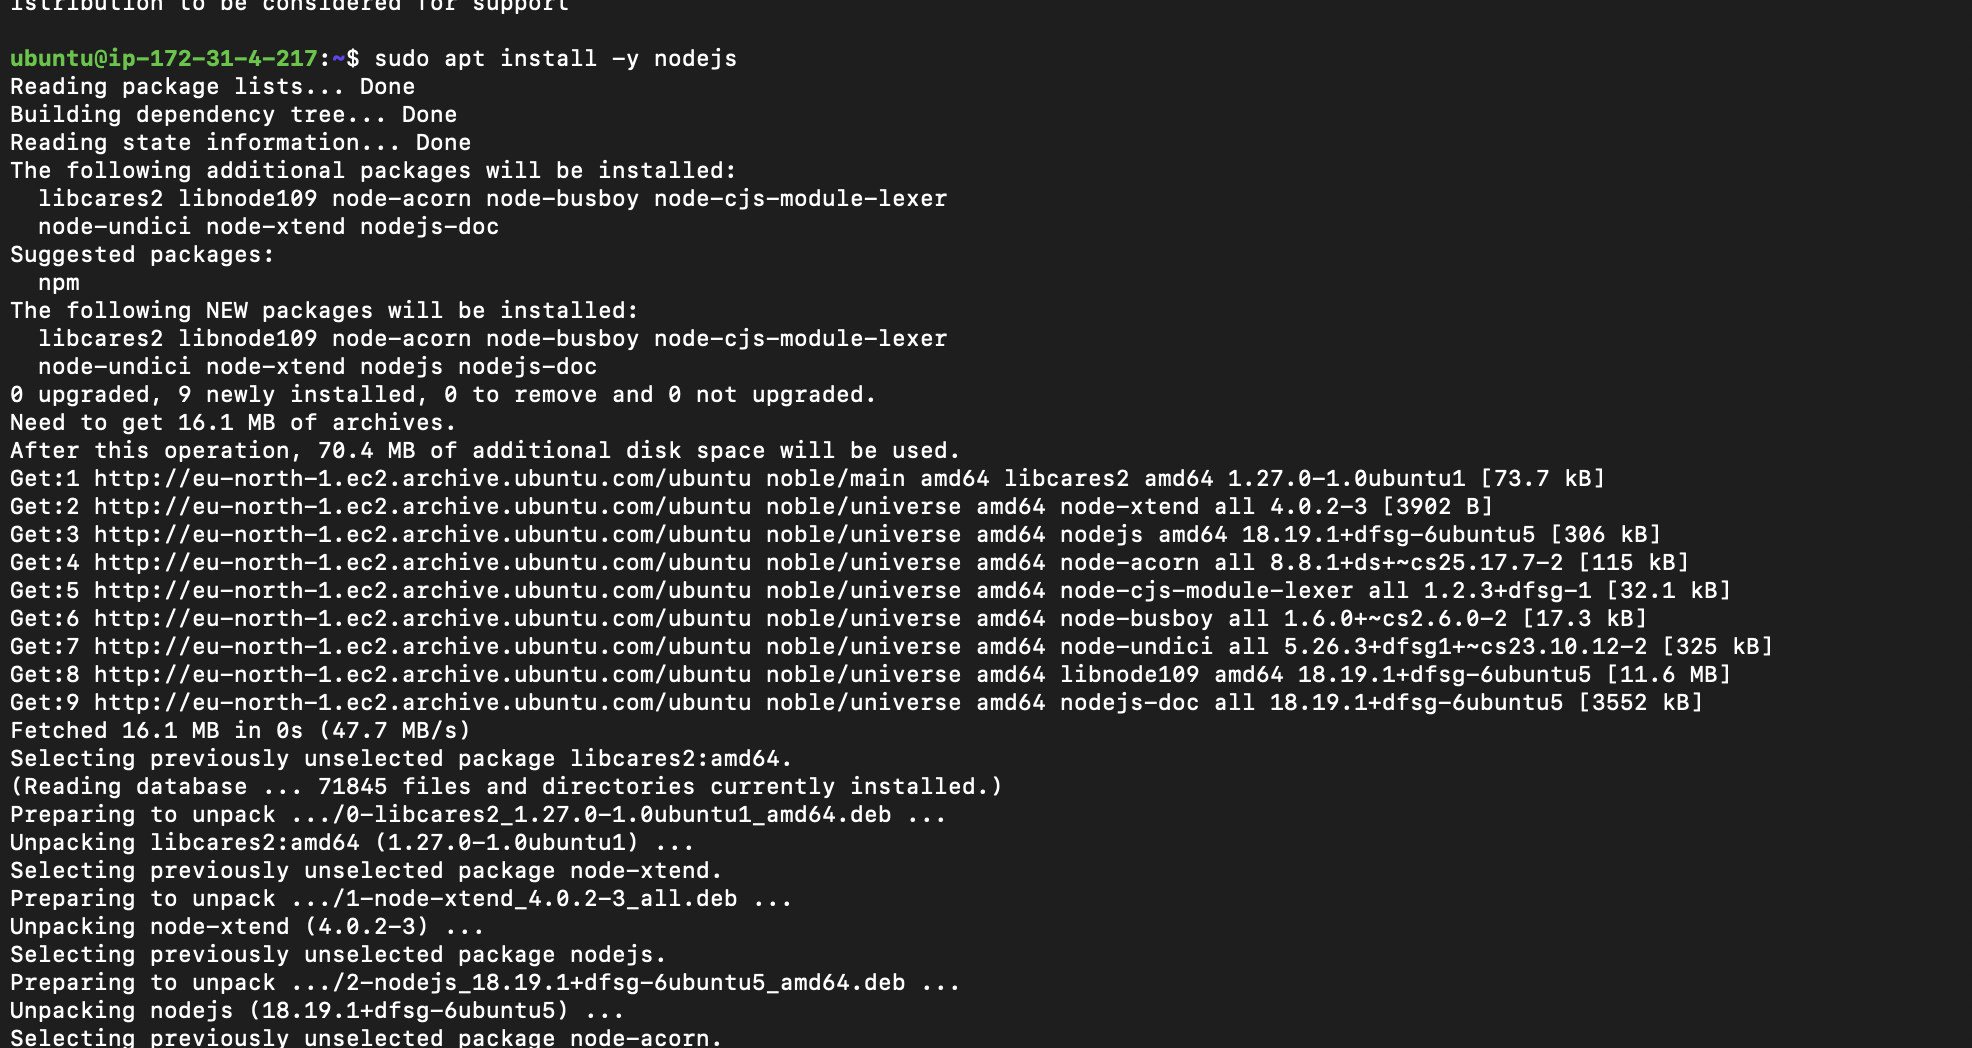 istribution to be considered for support
ubuntu@ip-172-31-4-217:~$ sudo apt install -y nodejs
Reading package lists... Done
Building dependency tree... Done
Reading state information... Done
The following additional packages will be installed:
  libcares2 libnode109 node-acorn node-busboy node-cjs-module-lexer
  node-undici node-xtend nodejs-doc
Suggested packages:
  npm
The following NEW packages will be installed:
  libcares2 libnode109 node-acorn node-busboy node-cjs-module-lexer
  node-undici node-xtend nodejs nodejs-doc
0 upgraded, 9 newly installed, 0 to remove and 0 not upgraded.
Need to get 16.1 MB of archives.
After this operation, 70.4 MB of additional disk space will be used.
Get:1 http://eu-north-1.ec2.archive.ubuntu.com/ubuntu noble/main amd64 libcares2 amd64 1.27.0-1.0ubuntu1 [73.7 kB]
Get:2 http://eu-north-1.ec2.archive.ubuntu.com/ubuntu noble/universe amd64 node-xtend all 4.0.2-3 [3902 B]
Get:3 http://eu-north-1.ec2.archive.ubuntu.com/ubuntu noble/universe amd64 nodejs amd64 18.19.1+dfsg-6ubuntu5 [306 kB]
Get:4 http://eu-north-1.ec2.archive.ubuntu.com/ubuntu noble/universe amd64 node-acorn all 8.8.1+ds+~cs25.17.7-2 [115 kB]
Get:5 http://eu-north-1.ec2.archive.ubuntu.com/ubuntu noble/universe amd64 node-cjs-module-lexer all 1.2.3+dfsg-1 [32.1 kB]
Get:6 http://eu-north-1.ec2.archive.ubuntu.com/ubuntu noble/universe amd64 node-busboy all 1.6.0+~cs2.6.0-2 [17.3 kB]
Get:7 http://eu-north-1.ec2.archive.ubuntu.com/ubuntu noble/universe amd64 node-undici all 5.26.3+dfsg1+~cs23.10.12-2 [325 kB]
Get:8 http://eu-north-1.ec2.archive.ubuntu.com/ubuntu noble/universe amd64 libnode109 amd64 18.19.1+dfsg-6ubuntu5 [11.6 MB]
Get:9 http://eu-north-1.ec2.archive.ubuntu.com/ubuntu noble/universe amd64 nodejs-doc all 18.19.1+dfsg-6ubuntu5 [3552 kB]
Fetched 16.1 MB in 0s (47.7 MB/s)
Selecting previously unselected package libcares2:amd64.
(Reading database ... 71845 files and directories currently installed.)
Preparing to unpack .../0-libcares2_1.27.0-1.0ubuntu1_amd64.deb ...
Unpacking libcares2:amd64 (1.27.0-1.0ubuntu1) ...
Selecting previously unselected package node-xtend.
Preparing to unpack .../1-node-xtend_4.0.2-3_all.deb ...
Unpacking node-xtend (4.0.2-3) ...
Selecting previously unselected package nodejs.
Preparing to unpack .../2-nodejs_18.19.1+dfsg-6ubuntu5_amd64.deb ...
Unpacking nodejs (18.19.1+dfsg-6ubuntu5) ...
Selecting previously unselected package node-acorn.